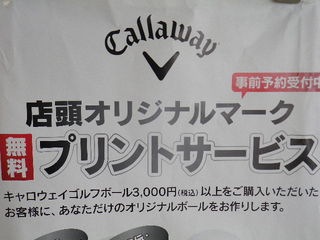 Callaway
事前予約受付中
店頭オリジナルマーク
無料
プリントサービス
キャロウェイゴルフボール3,000円(税込)以上をご購入いただいた
お客様に、あなただけのオリジナルボールをお作りします。